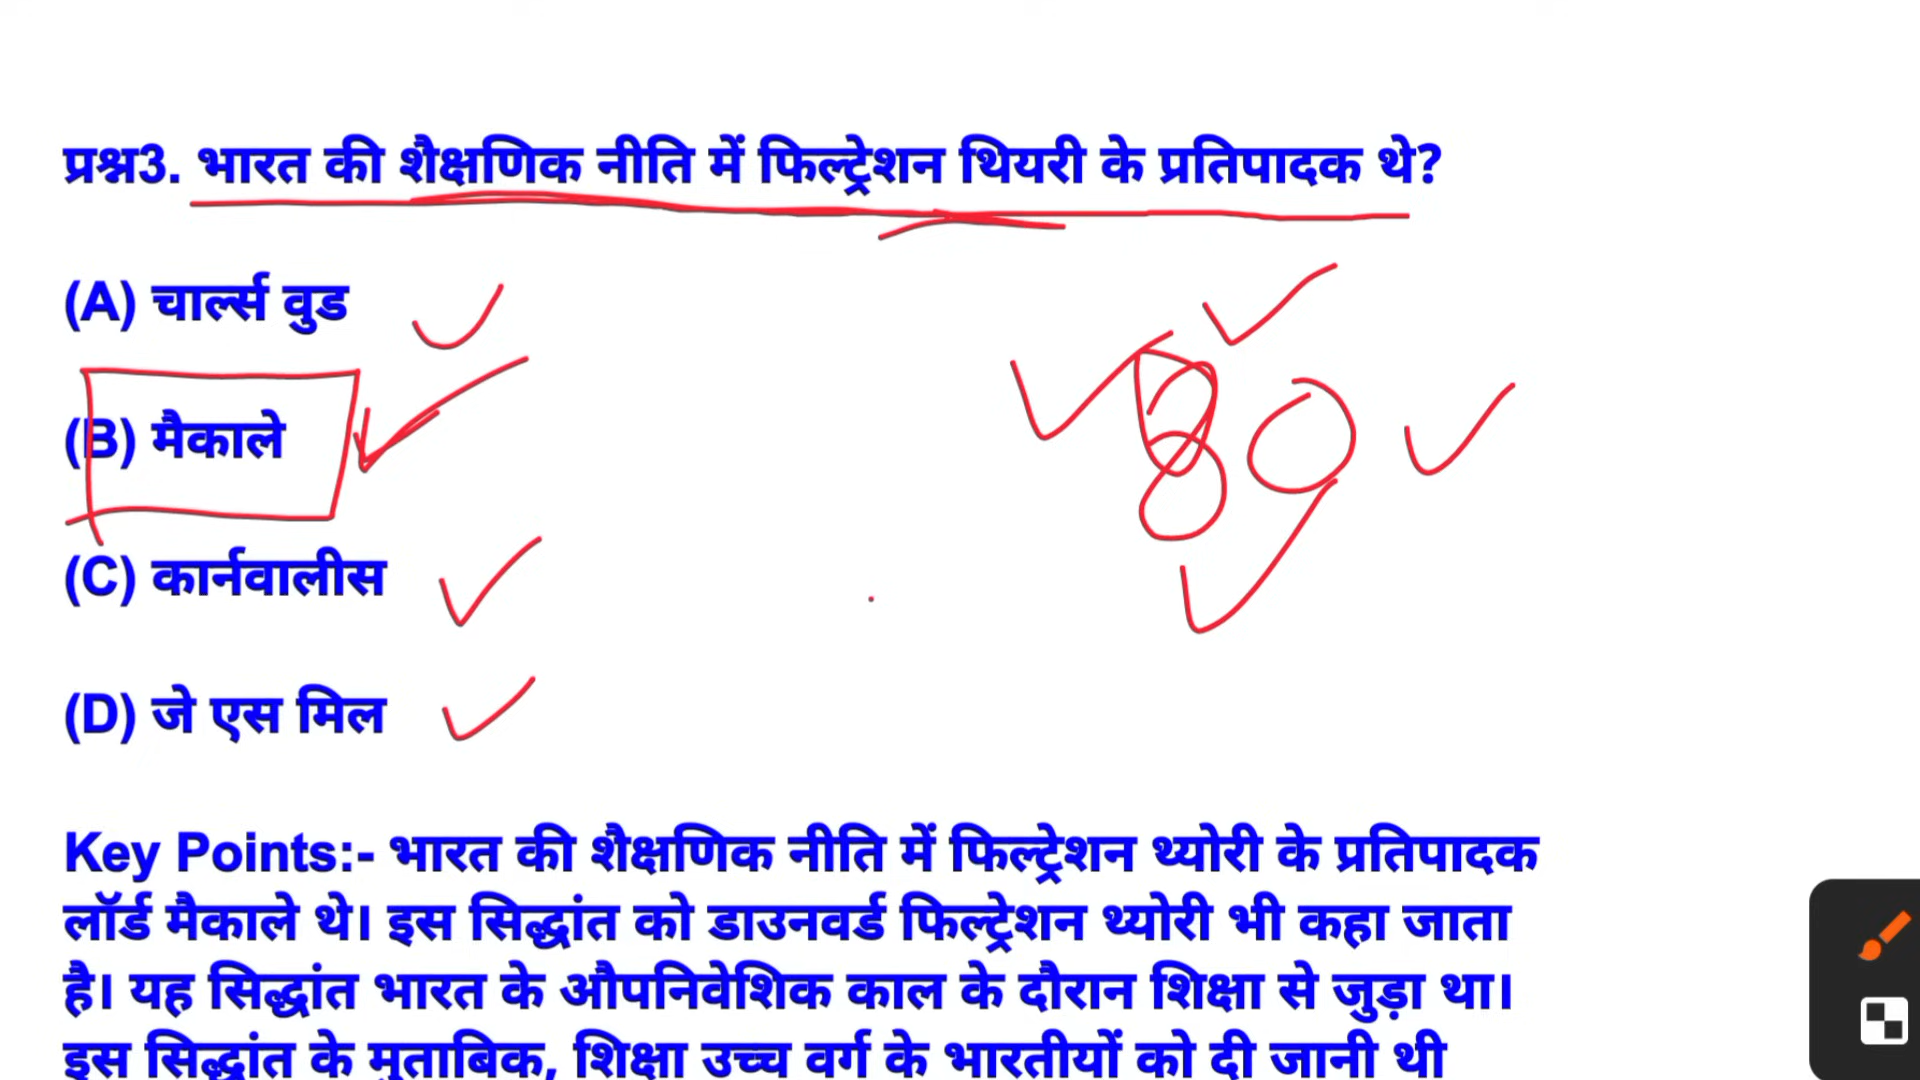 प्रश्न3. भारत की शैक्षणिक नीति में फिल्ट्रेशन थियरी के प्रतिपादक थे?
(A) चार्ल्स वुड
(B) मैकाले
80
(C) कार्नवालीस
(D) जे एस मिल
Key Points:- भारत की शैक्षणिक नीति में फिल्ट्रेशन थ्योरी के प्रतिपादक
लॉर्ड मैकाले थे। इस सिद्धांत को डाउनवर्ड फिल्ट्रेशन थ्योरी भी कहा जाता
है। यह सिद्धांत भारत के औपनिवेशिक काल के दौरान शिक्षा से जुड़ा था।
इस सिद्धांत के मुताबिक, शिक्षा उच्च वर्ग के भारतीयों को दी जानी थी